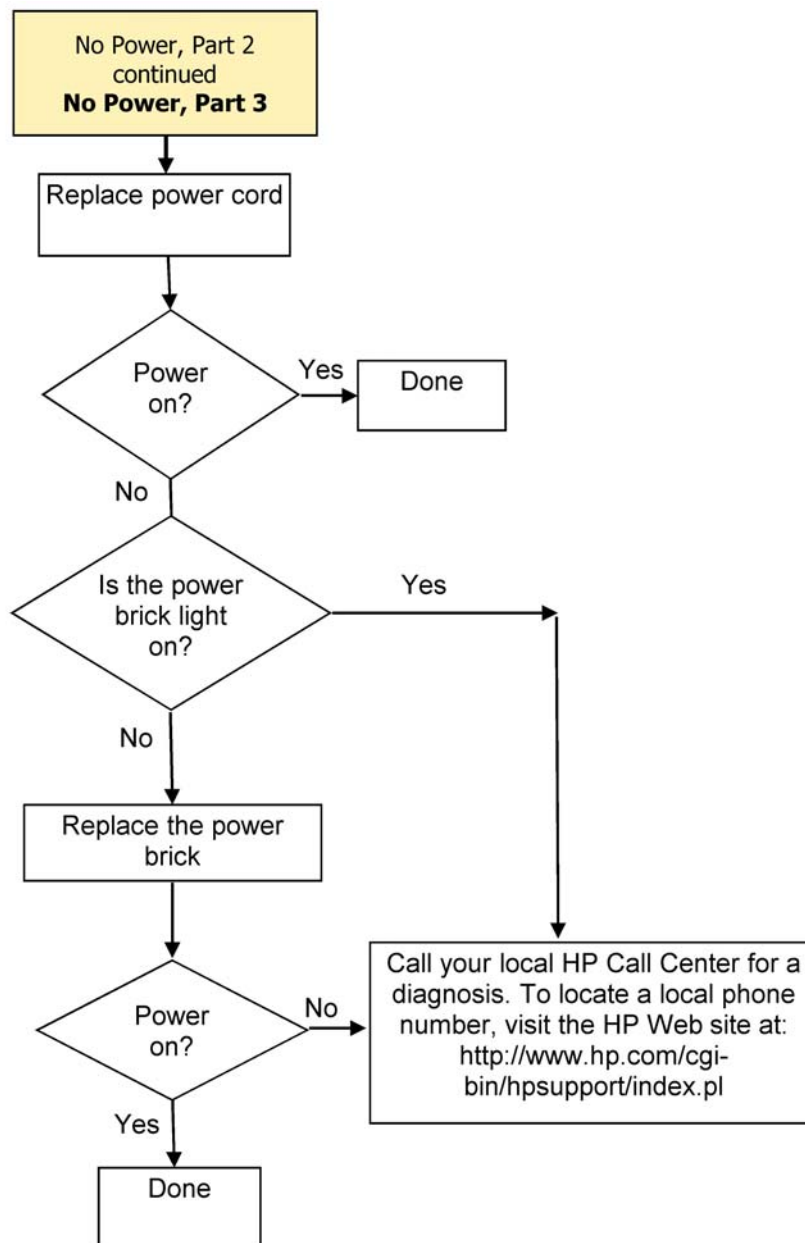 No Power, Part 2
continued
No Power, Part 3
Replace power cord
Power
on?
Yes
Done
No
Is the power
brick light
on?
Yes
No
Replace the power
brick
Power
on?
No
Call your local HP Call Center for a
diagnosis. To locate a local phone
number, visit the HP Web site at:
http://www.hp.com/cgi-
bin/hpsupport/index.pl
Yes
Done